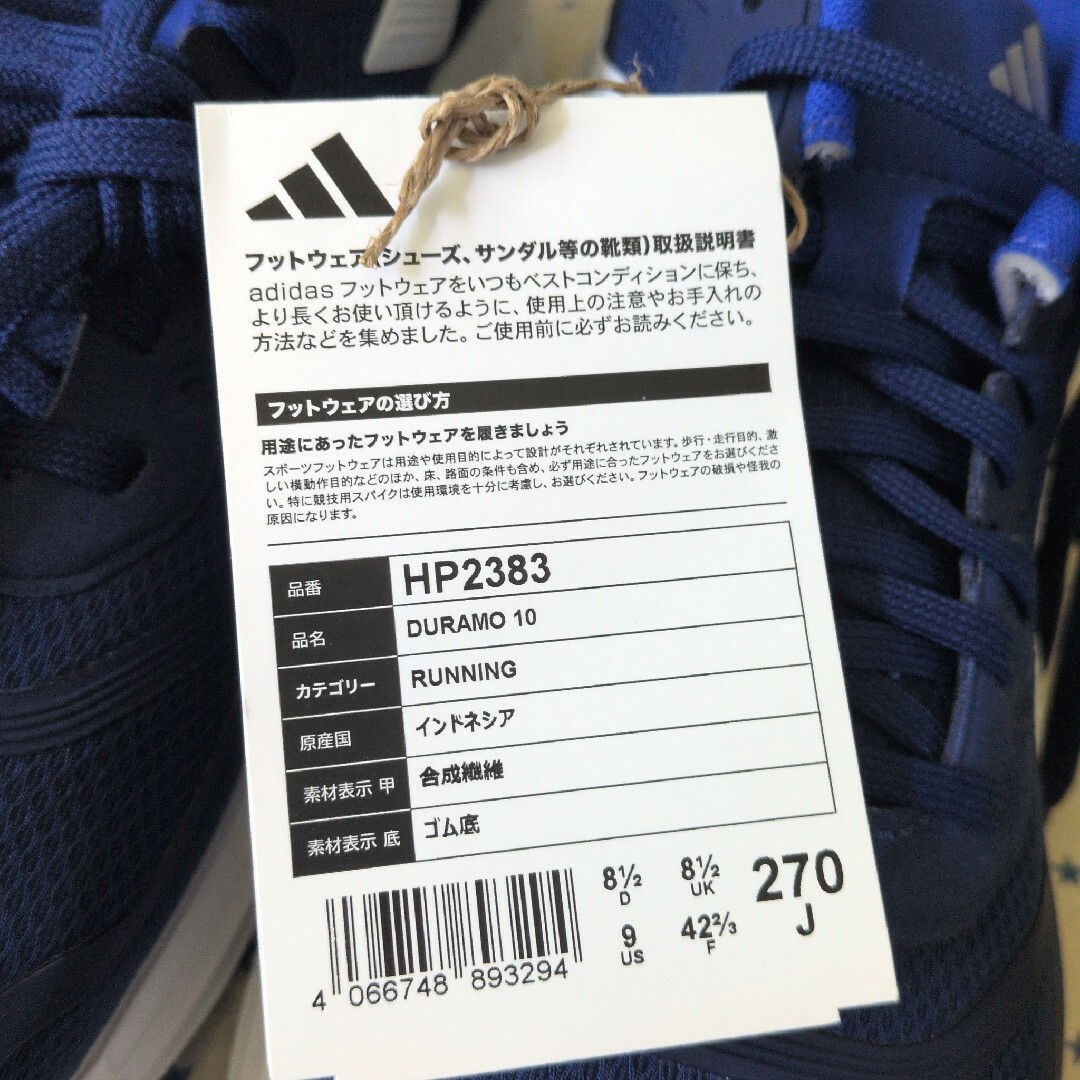 フットウェア(シューズ、サンダル等の靴類)取扱説明書
adidas フットウェアをいつもベストコンディションに保ち、
より長くお使い頂けるように、使用上の注意やお手入れの
方法などを集めました。ご使用前に必ずお読みください。
フットウェアの選び方
用途にあったフットウェアを履きましょう
スポーツフットウェアは用途や使用目的によって設計がそれぞれされています。歩行・走行目的、激
しい横動作目的などのほか、床、路面の条件も含め、必ず用途に合ったフットウェアをお選びくださ
い。特に競技用スパイクは使用環境を十分に考慮し、お選びください。フットウェアの破損や怪我の
原因になります。
品番 HP2383
品名 DURAMO 10
カテゴリー RUNNING
原産国 インドネシア
素材表示 甲 合成繊維
素材表示 底 ゴム底
8½ 8½ 270
D UK J
9 42⅔
US F
4 066748 893294